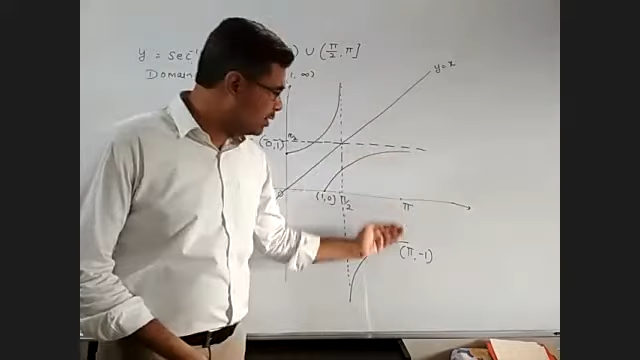 y = sec⁻¹ ) ∪ (π/2, π]
Domain , ∞)
y=x
π/2
(0,1)
(1,0) π/2 π
(π,-1)